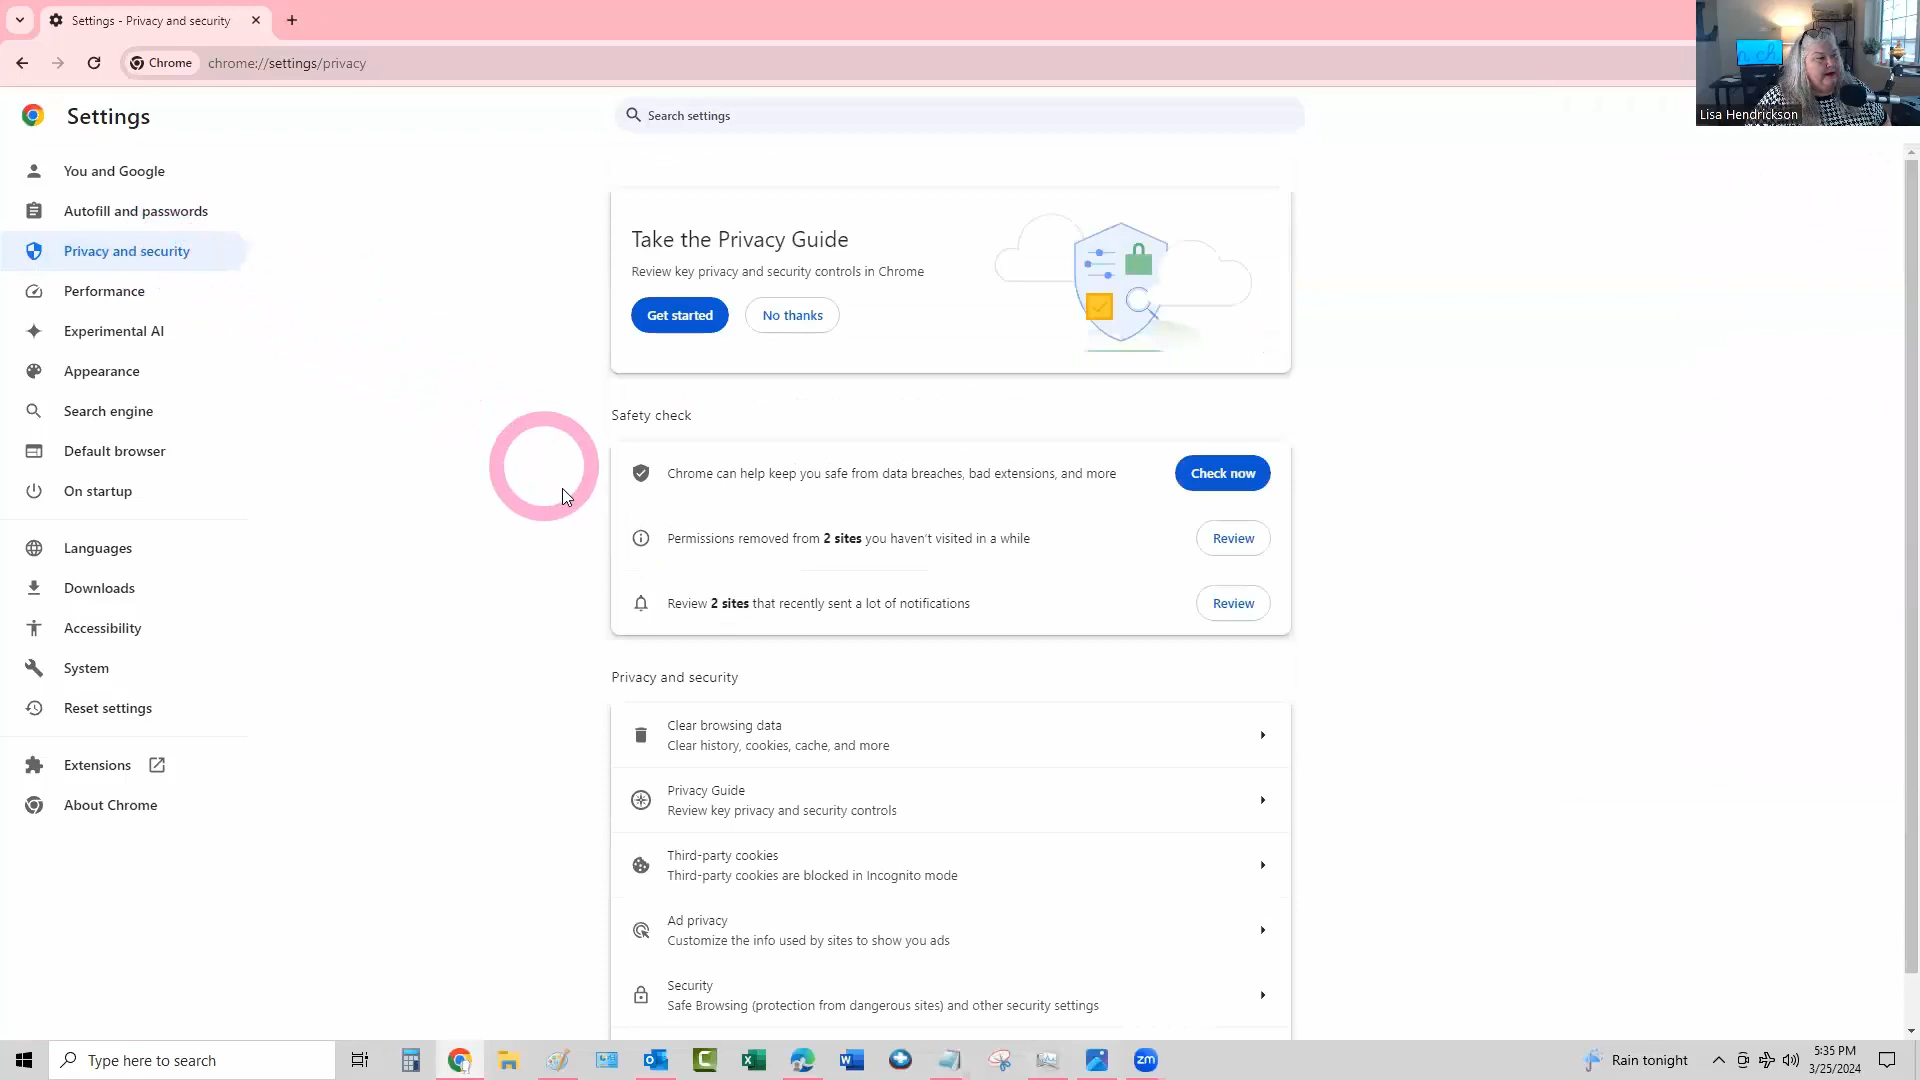 Settings - Privacy and security
Chrome
chrome://settings/privacy
Lisa Hendrickson
Settings
Search settings
You and Google
Autofill and passwords
Privacy and security
Performance
Experimental AI
Appearance
Search engine
Default browser
On startup
Languages
Downloads
Accessibility
System
Reset settings
Extensions
About Chrome
Take the Privacy Guide
Review key privacy and security controls in Chrome
Get started
No thanks
Safety check
Chrome can help keep you safe from data breaches, bad extensions, and more
Check now
Permissions removed from 2 sites you haven't visited in a while
Review
Review 2 sites that recently sent a lot of notifications
Review
Privacy and security
Clear browsing data
Clear history, cookies, cache, and more
Privacy Guide
Review key privacy and security controls
Third-party cookies
Third-party cookies are blocked in Incognito mode
Ad privacy
Customize the info used by sites to show you ads
Security
Safe Browsing (protection from dangerous sites) and other security settings
Type here to search
zm
Rain tonight
5:35 PM
3/25/2024